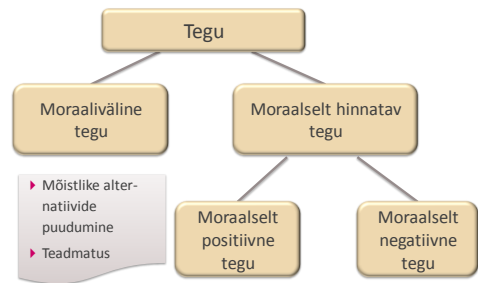 Tegu
Moraaliväline
tegu
Moraalselt hinnatav
tegu
Mõistlike alter-
natiivide
puudumine
Teadmatus
Moraalselt
positiivne
tegu
Moraalselt
negatiivne
tegu